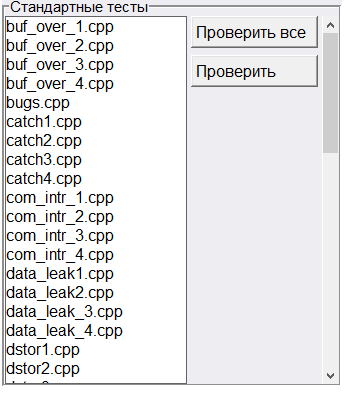 Стандартные тесты
buf_over_1.cpp
buf_over_2.cpp
buf_over_3.cpp
buf_over_4.cpp
bugs.cpp
catch1.cpp
catch2.cpp
catch3.cpp
catch4.cpp
com_intr_1.cpp
com_intr_2.cpp
com_intr_3.cpp
com_intr_4.cpp
data_leak1.cpp
data_leak2.cpp
data_leak_3.cpp
data_leak_4.cpp
dstor1.cpp
dstor2.cpp
Проверить все
Проверить